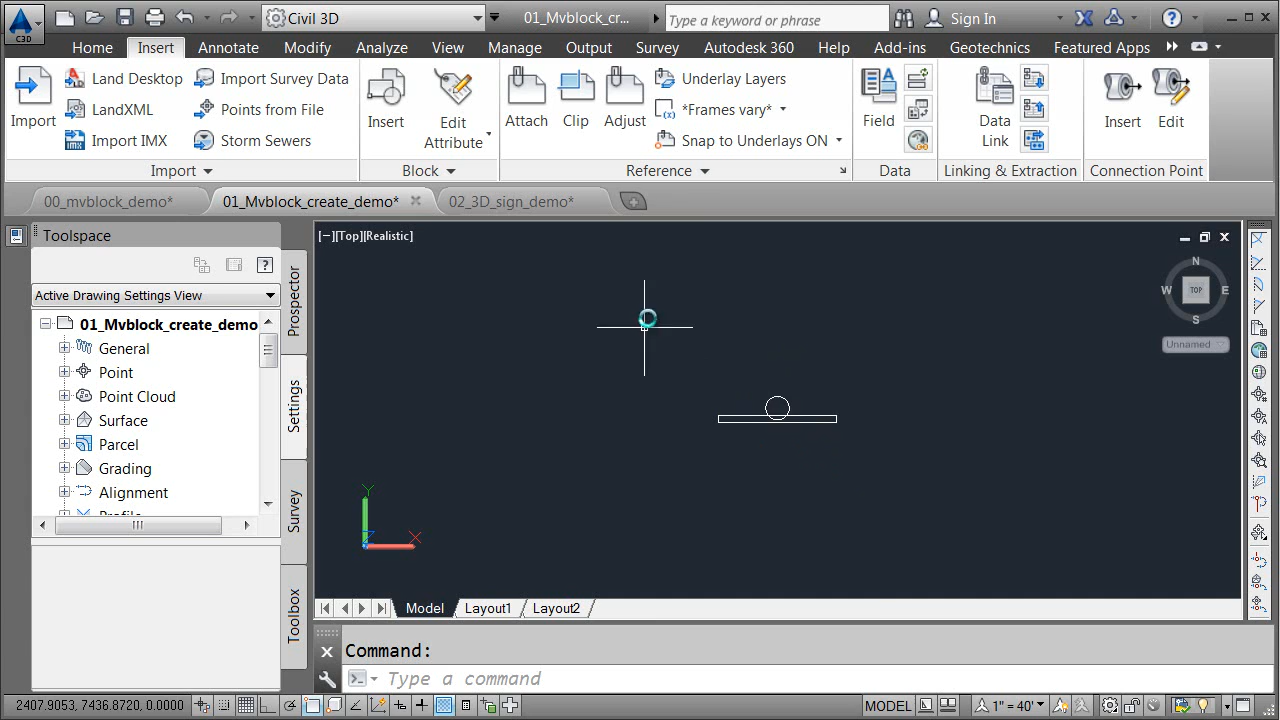 C3D
Civil 3D
01_Mvblock_cr...
Type a keyword or phrase
Sign In
Home Insert Annotate Modify Analyze View Manage Output Survey Autodesk 360 Help Add-ins Geotechnics Featured Apps
Import
Land Desktop
LandXML
Import IMX
Import Survey Data
Points from File
Storm Sewers
Insert
Edit
Attribute
Attach
Clip
Adjust
Underlay Layers
*Frames vary*
Snap to Underlays ON
Field
Data
Link
Insert
Edit
Import
Block
Reference
Data
Linking & Extraction
Connection Point
00_mvblock_demo*
01_Mvblock_create_demo*
02_3D_sign_demo*
Toolspace
Active Drawing Settings View
01_Mvblock_create_demo
General
Point
Point Cloud
Surface
Parcel
Grading
Alignment
Profile
Prospector
Settings
Survey
Toolbox
[−][Top][Realistic]
N
W TOP E
S
Unnamed
Y
Z
X
Model Layout1 Layout2
Command:
Type a command
2407.9053, 7436.8720, 0.0000
MODEL
1" = 40'